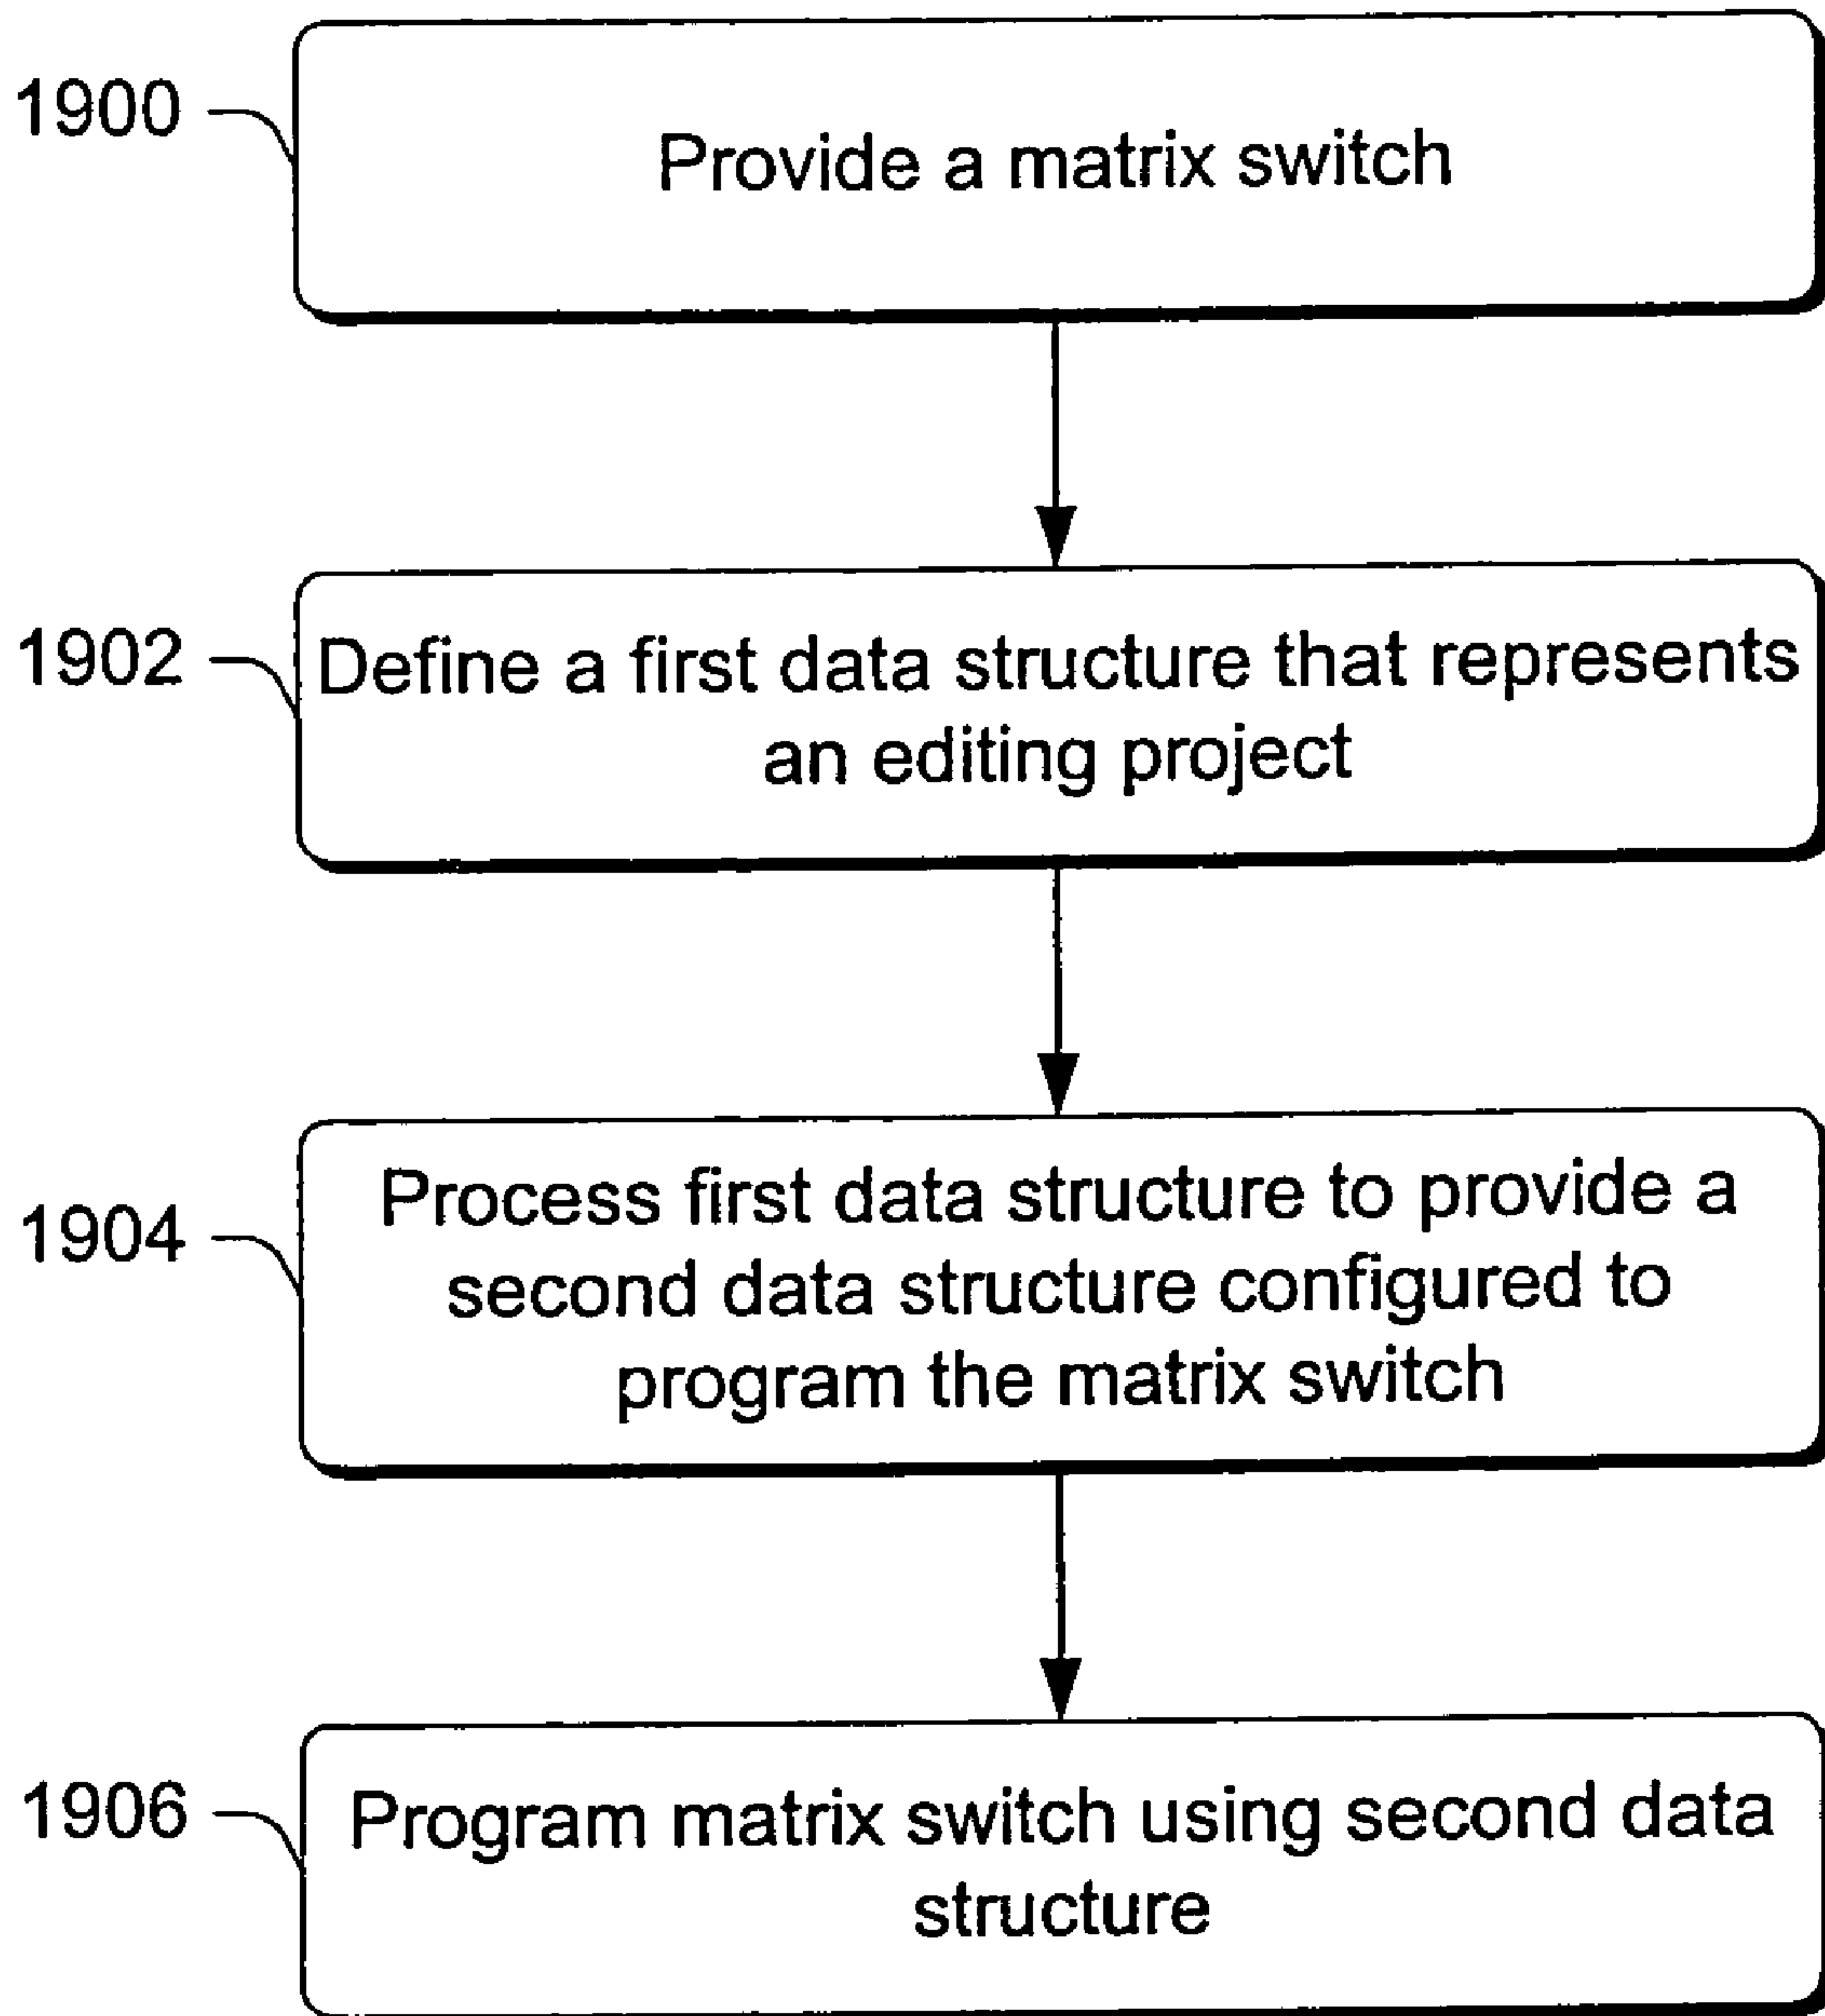 1900
Provide a matrix switch
1902
Define a first data structure that represents
an editing project
1904
Process first data structure to provide a
second data structure configured to
program the matrix switch
1906
Program matrix switch using second data
structure